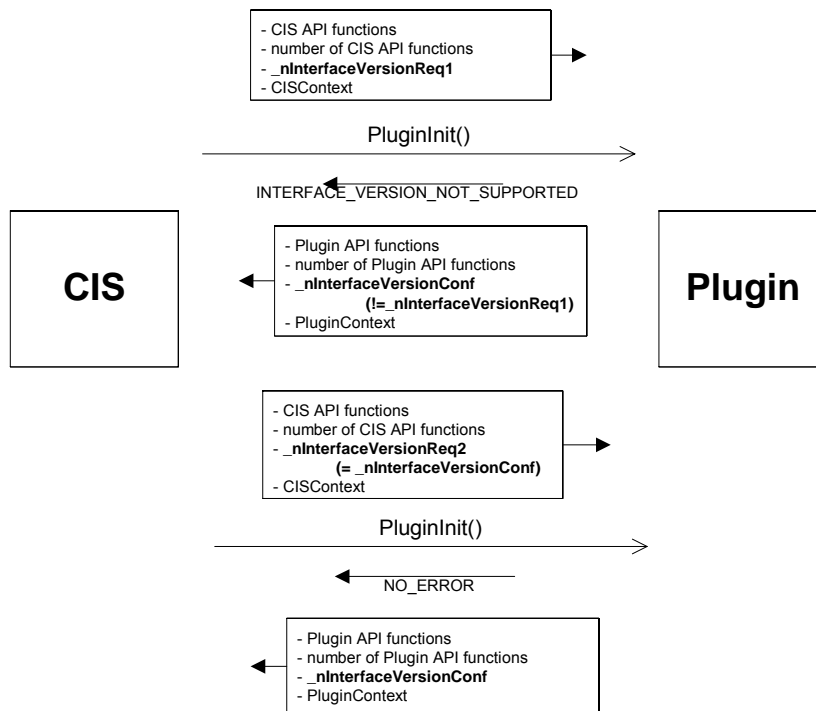 - CIS API functions
- number of CIS API functions
- _nInterfaceVersionReq1
- CISContext
PluginInit()
INTERFACE_VERSION_NOT_SUPPORTED
CIS
- Plugin API functions
- number of Plugin API functions
- _nInterfaceVersionConf
(!=_nInterfaceVersionReq1)
- PluginContext
Plugin
- CIS API functions
- number of CIS API functions
- _nInterfaceVersionReq2
(= _nInterfaceVersionConf)
- CISContext
PluginInit()
NO_ERROR
- Plugin API functions
- number of Plugin API functions
- _nInterfaceVersionConf
- PluginContext